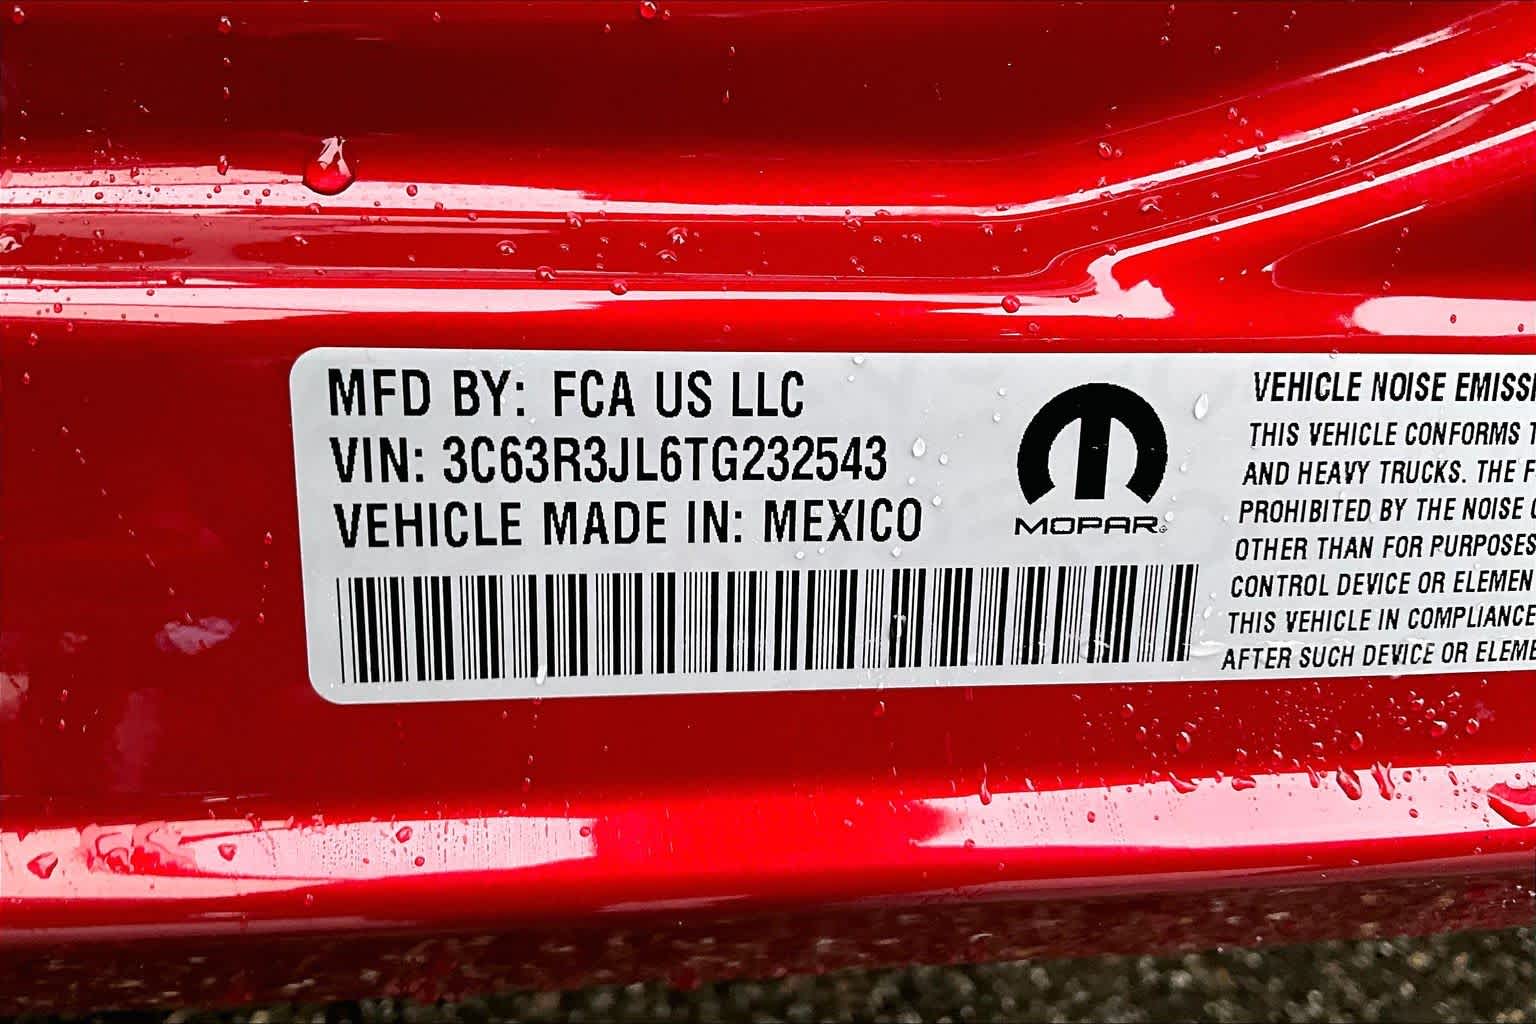 MFD BY: FCA US LLC
VIN: 3C63R3JL6TG232543
VEHICLE MADE IN: MEXICO
MOPAR
VEHICLE NOISE EMISSI
THIS VEHICLE CONFORMS T
AND HEAVY TRUCKS. THE F
PROHIBITED BY THE NOISE
OTHER THAN FOR PURPOSES
CONTROL DEVICE OR ELEMEN
THIS VEHICLE IN COMPLIANCE
AFTER SUCH DEVICE OR ELEME